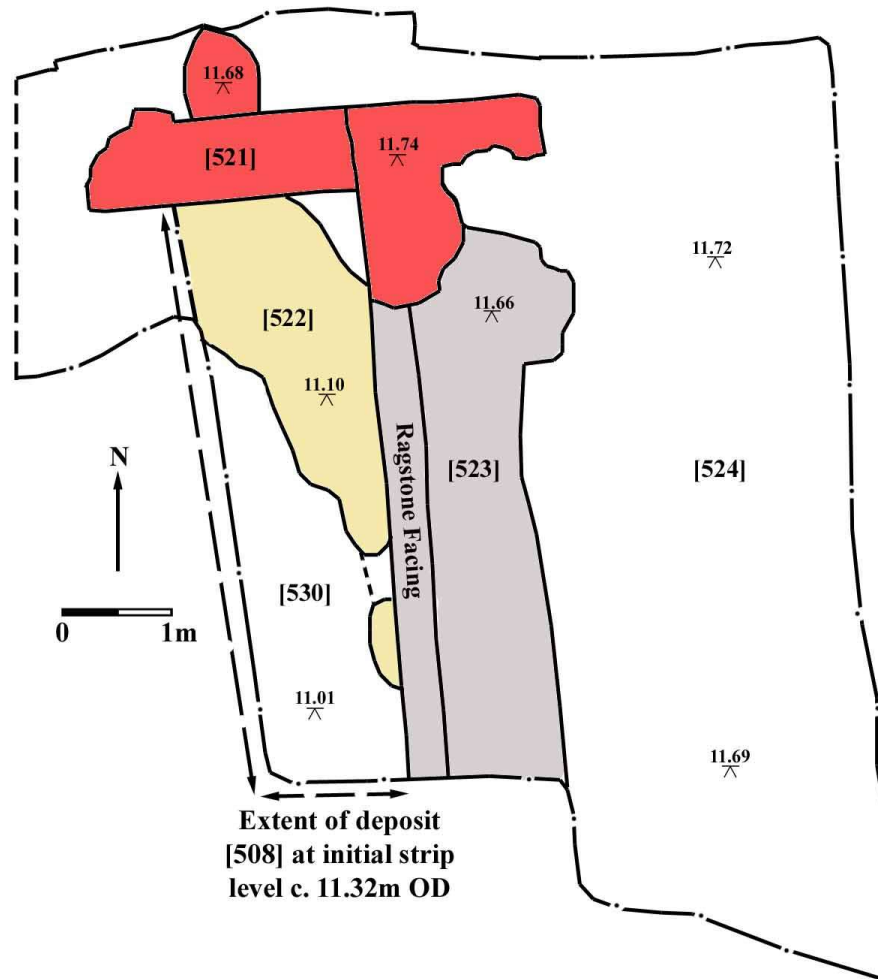 11.68
[521]
11.74
11.72
[522]
11.66
11.10
N
Ragstone Facing
[523]
[524]
[530]
0 1m
11.01
11.69
Extent of deposit
[508] at initial strip
level c. 11.32m OD